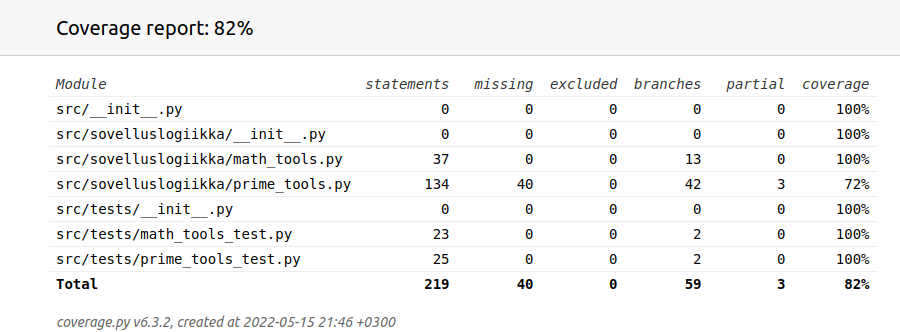 Coverage report: 82%
Module statements missing excluded branches partial coverage
src/__init__.py 0 0 0 0 0 100%
src/sovelluslogiikka/__init__.py 0 0 0 0 0 100%
src/sovelluslogiikka/math_tools.py 37 0 0 13 0 100%
src/sovelluslogiikka/prime_tools.py 134 40 0 42 3 72%
src/tests/__init__.py 0 0 0 0 0 100%
src/tests/math_tools_test.py 23 0 0 2 0 100%
src/tests/prime_tools_test.py 25 0 0 2 0 100%
Total 219 40 0 59 3 82%
coverage.py v6.3.2, created at 2022-05-15 21:46 +0300